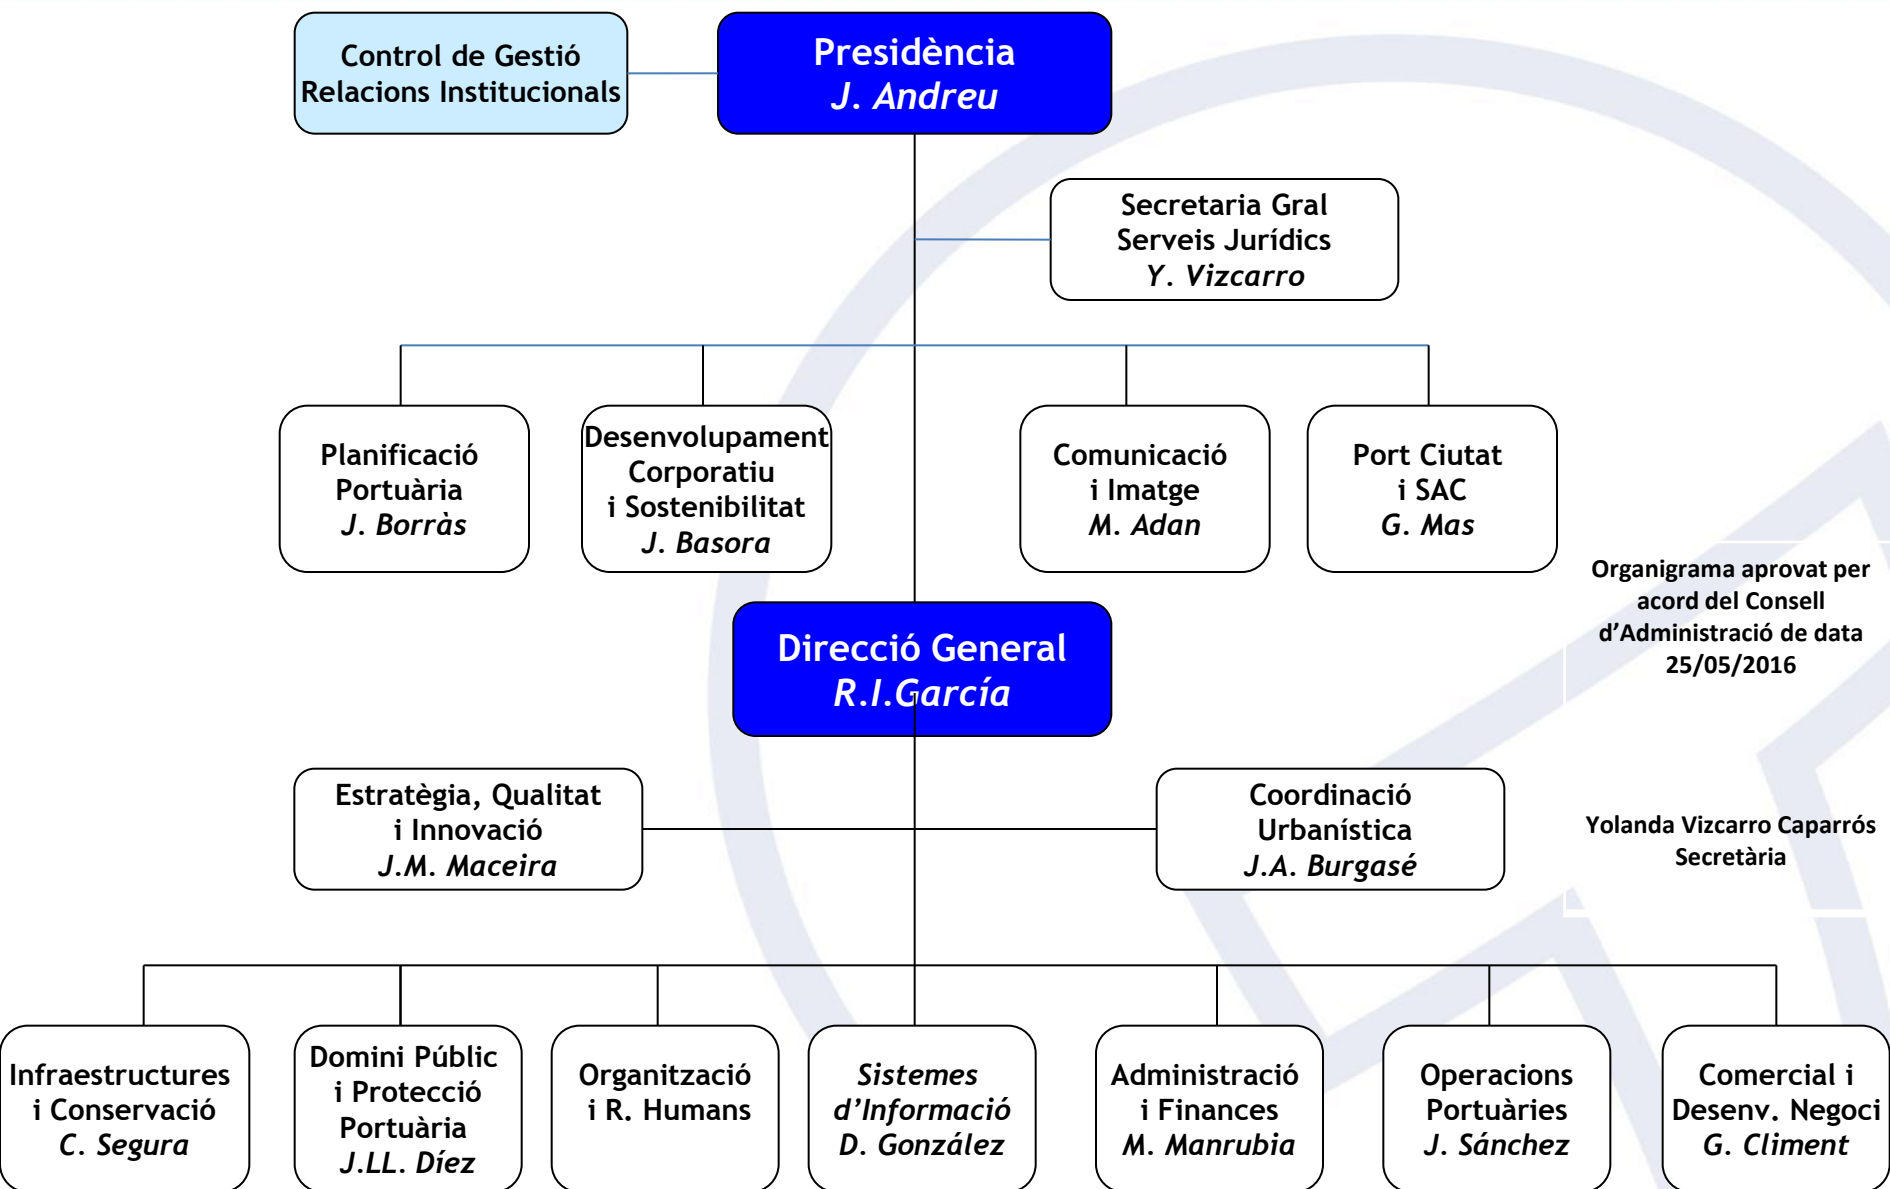 Control de Gestió
Relacions Institucionals
Presidència
J. Andreu
Secretaria Gral
Serveis Jurídics
Y. Vizcarro
Planificació
Portuària
J. Borràs
Desenvolupament
Corporatiu
i Sostenibilitat
J. Basora
Comunicació
i Imatge
M. Adan
Port Ciutat
i SAC
G. Mas
Organigrama aprovat per
acord del Consell
d’Administració de data
25/05/2016
Direcció General
R.I.García
Estratègia, Qualitat
i Innovació
J.M. Maceira
Coordinació
Urbanística
J.A. Burgasé
Yolanda Vizcarro Caparrós
Secretària
Infraestructures
i Conservació
C. Segura
Domini Públic
i Protecció
Portuària
J.LL. Díez
Organització
i R. Humans
Sistemes
d’Informació
D. González
Administració
i Finances
M. Manrubia
Operacions
Portuàries
J. Sánchez
Comercial i
Desenv. Negoci
G. Climent